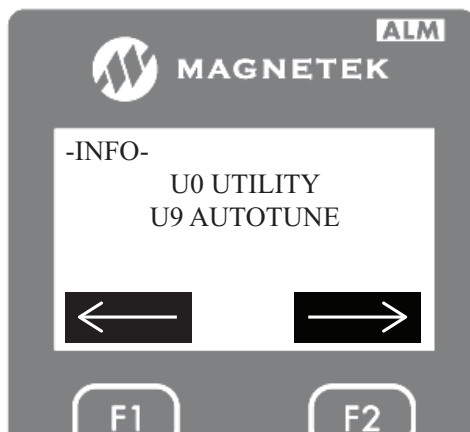 ALM
MAGNETEK
-INFO-
U0 UTILITY
U9 AUTOTUNE
F1 F2